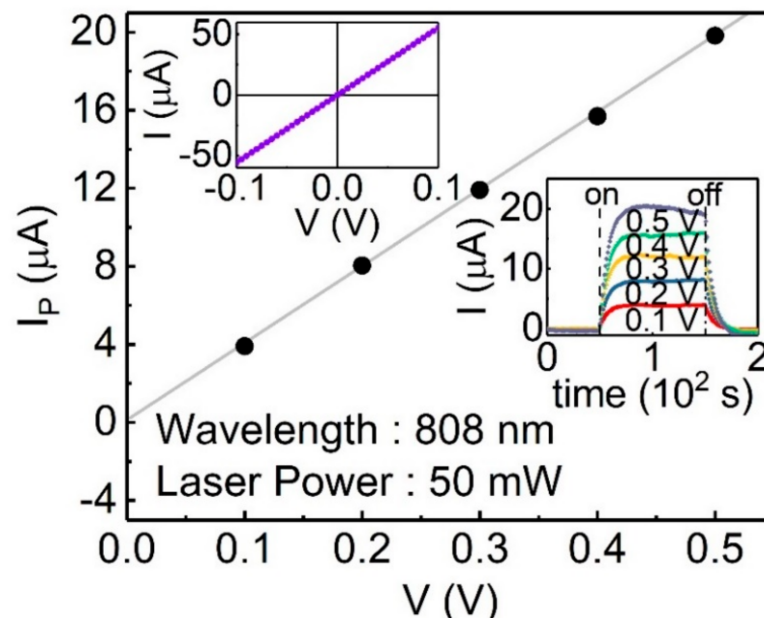 20
16
12
8
4
0
-4
I_P (μA)
0.0 0.1 0.2 0.3 0.4 0.5
V (V)
50
0
-50
I (μA)
-0.1 0.0 0.1
V (V)
on off
20
10
0
I (μA)
0.5 V
0.4 V
0.3 V
0.2 V
0.1 V
0 1 2
time (10² s)
Wavelength : 808 nm
Laser Power : 50 mW